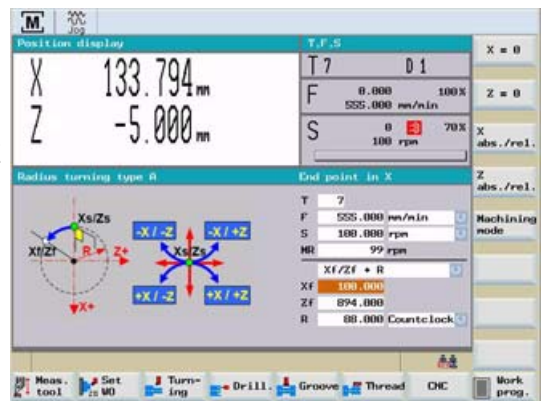 M
Jog
Position display
X 133.794 mm
Z -5.000 mm
T,F,S
T 7 D 1
F 0.000 100%
555.000 mm/min
S 0 70%
100 rpm
X = 0
Z = 0
X
abs./rel.
Z
abs./rel.
Machining
mode
Radius turning type A
Xs/Zs
Xf/Zf
R
Z+
X+
-X / -Z
-X / +Z
Xs/Zs
+X / -Z
+X / +Z
End point in X
T 7
F 555.000 mm/min
S 100.000 rpm
MR 99 rpm
Xf/Zf + R
Xf 100.000
Zf 894.000
R 88.000 Countclock
Meas.
tool
Set
WO
Turn-
ing
Drill.
Groove
Thread
CNC
Work
prog.